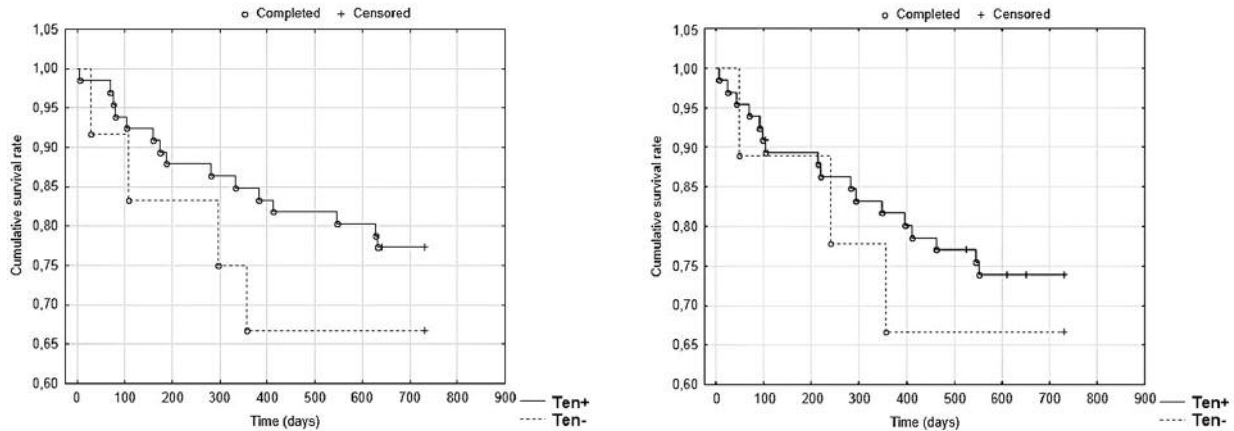 Completed + Censored
1,05
1,00
0,95
0,90
0,85
0,80
0,75
0,70
0,65
0,60
Cumulative survival rate
0 100 200 300 400 500 600 700 800 900
Time (days)
Ten+
Ten-
Completed + Censored
1,05
1,00
0,95
0,90
0,85
0,80
0,75
0,70
0,65
0,60
Cumulative survival rate
0 100 200 300 400 500 600 700 800 900
Time (days)
Ten+
Ten-